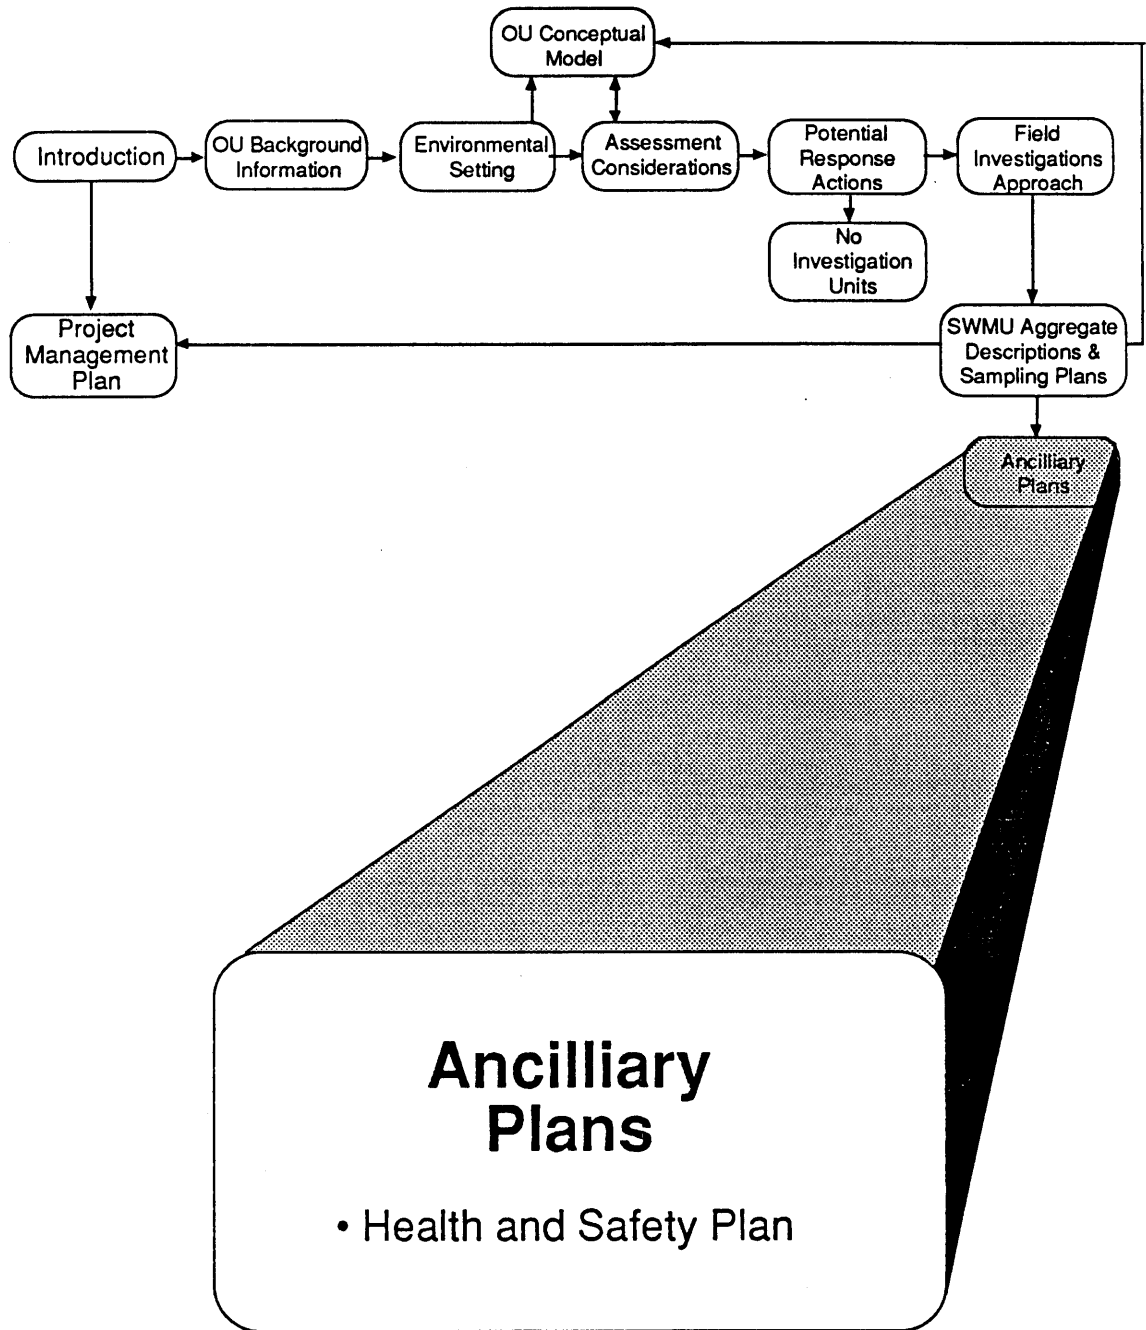 OU Conceptual
Model
Introduction
OU Background
Information
Environmental
Setting
Assessment
Considerations
Potential
Response
Actions
Field
Investigations
Approach
No
Investigation
Units
Project
Management
Plan
SWMU Aggregate
Descriptions &
Sampling Plans
Ancilliary
Plans
Ancilliary
Plans
• Health and Safety Plan